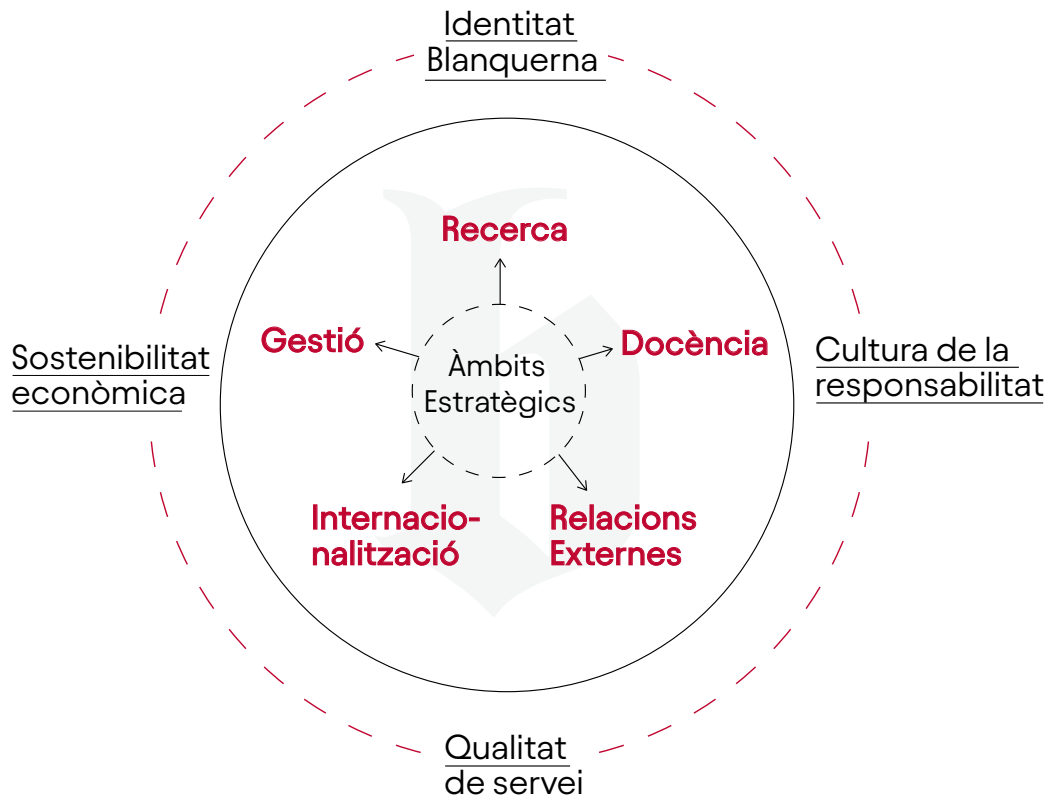 Identitat
Blanquerna
Recerca
Gestió
Docència
Àmbits
Estratègics
Sostenibilitat
econòmica
Cultura de la
responsabilitat
Internacio-
nalització
Relacions
Externes
Qualitat
de servei